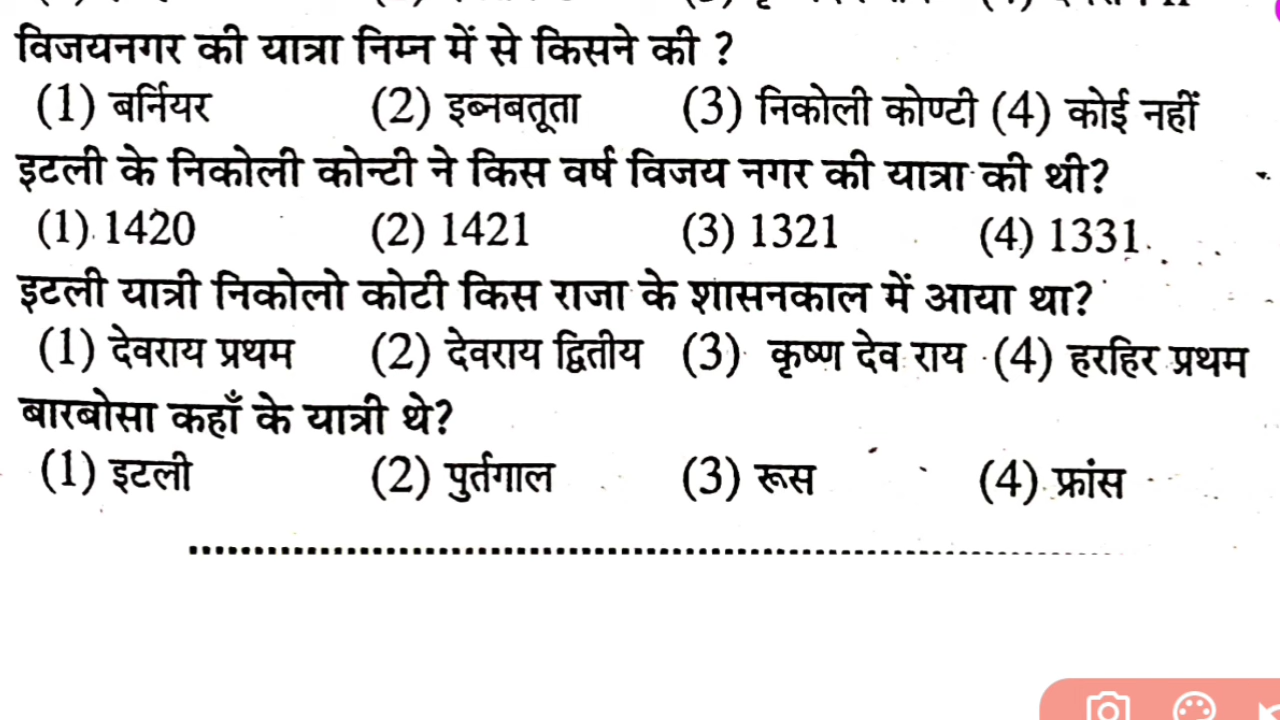 विजयनगर की यात्रा निम्न में से किसने की ?
(1) बर्नियर (2) इब्नबतूता (3) निकोली कोण्टी (4) कोई नहीं
इटली के निकोली कोन्टी ने किस वर्ष विजय नगर की यात्रा की थी?
(1) 1420 (2) 1421 (3) 1321 (4) 1331
इटली यात्री निकोलो कोटी किस राजा के शासनकाल में आया था?
(1) देवराय प्रथम (2) देवराय द्वितीय (3) कृष्ण देव राय (4) हरहिर प्रथम
बारबोसा कहाँ के यात्री थे?
(1) इटली (2) पुर्तगाल (3) रूस (4) फ्रांस